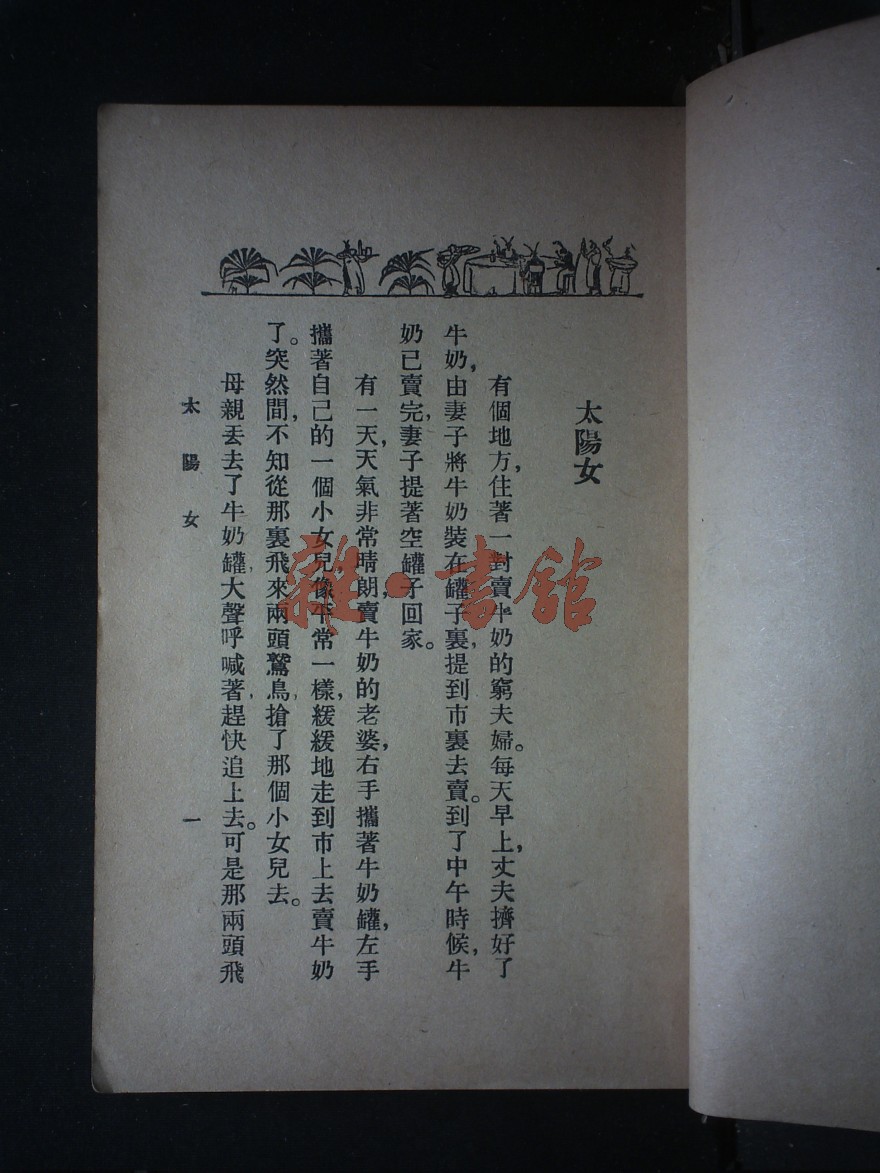 太陽女
有個地方，住著一對賣牛奶的窮夫婦。每天早上，丈夫擠好了
牛奶，由妻子將牛奶裝在罐子裏，提到市裏去賣。到了中午時候，牛
奶已賣完，妻子提著空罐子回家。
有一天，天氣非常晴朗，賣牛奶的老婆，右手攜著牛奶罐，左手
攜著自己的一個小女兒，像平常一樣，緩緩地走到市上去賣牛奶
了。突然間，不知從那裏飛來兩頭鷲鳥，搶了那個小女兒去。
母親丟去了牛奶罐，大聲呼喊著，趕快追上去。可是那兩頭飛
太陽女
一
雜·書館